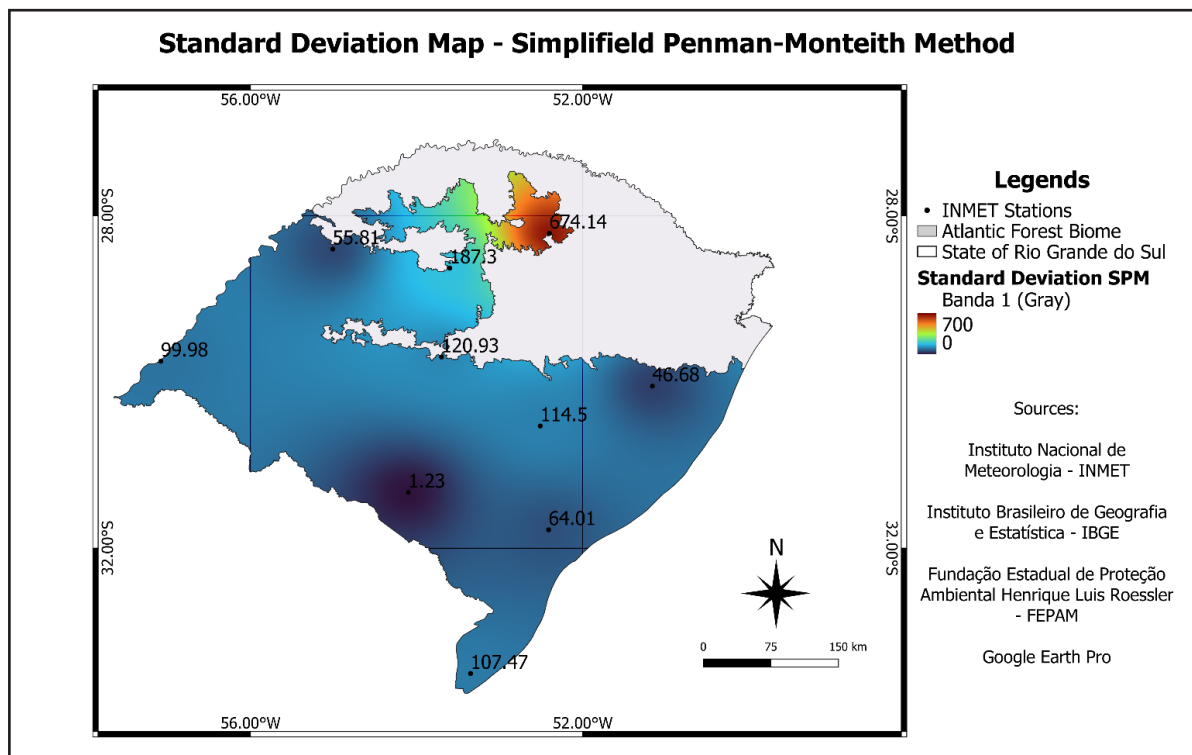 Standard Deviation Map - Simplifield Penman-Monteith Method
56.00°W 52.00°W
28.00°S 28.00°S
674.14
55.81
187.3
99.98
120.93
46.68
114.5
1.23
64.01
32.00°S 32.00°S
107.47
56.00°W 52.00°W
N
0 75 150 km
Legends
INMET Stations
Atlantic Forest Biome
State of Rio Grande do Sul
Standard Deviation SPM
Banda 1 (Gray)
700
0
Sources:
Instituto Nacional de
Meteorologia - INMET
Instituto Brasileiro de Geografia
e Estatística - IBGE
Fundação Estadual de Proteção
Ambiental Henrique Luis Roessler
- FEPAM
Google Earth Pro